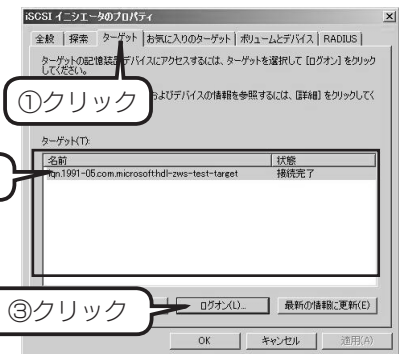 iSCSI イニシエータのプロパティ
全般 探索 ターゲット お気に入りのターゲット ボリュームとデバイス RADIUS
ターゲットの記憶装置デバイスにアクセスするには、ターゲットを選択して [ログオン] をクリック
してください。
①クリック
およびデバイスの情報を参照するには、[詳細] をクリックしてく
ターゲット(T):
名前 状態
iqn.1991-05.com.microsoft:hdl-zws-test-target 接続完了
③クリック
ログオン(L)... 最新の情報に更新(E)
OK キャンセル 適用(A)